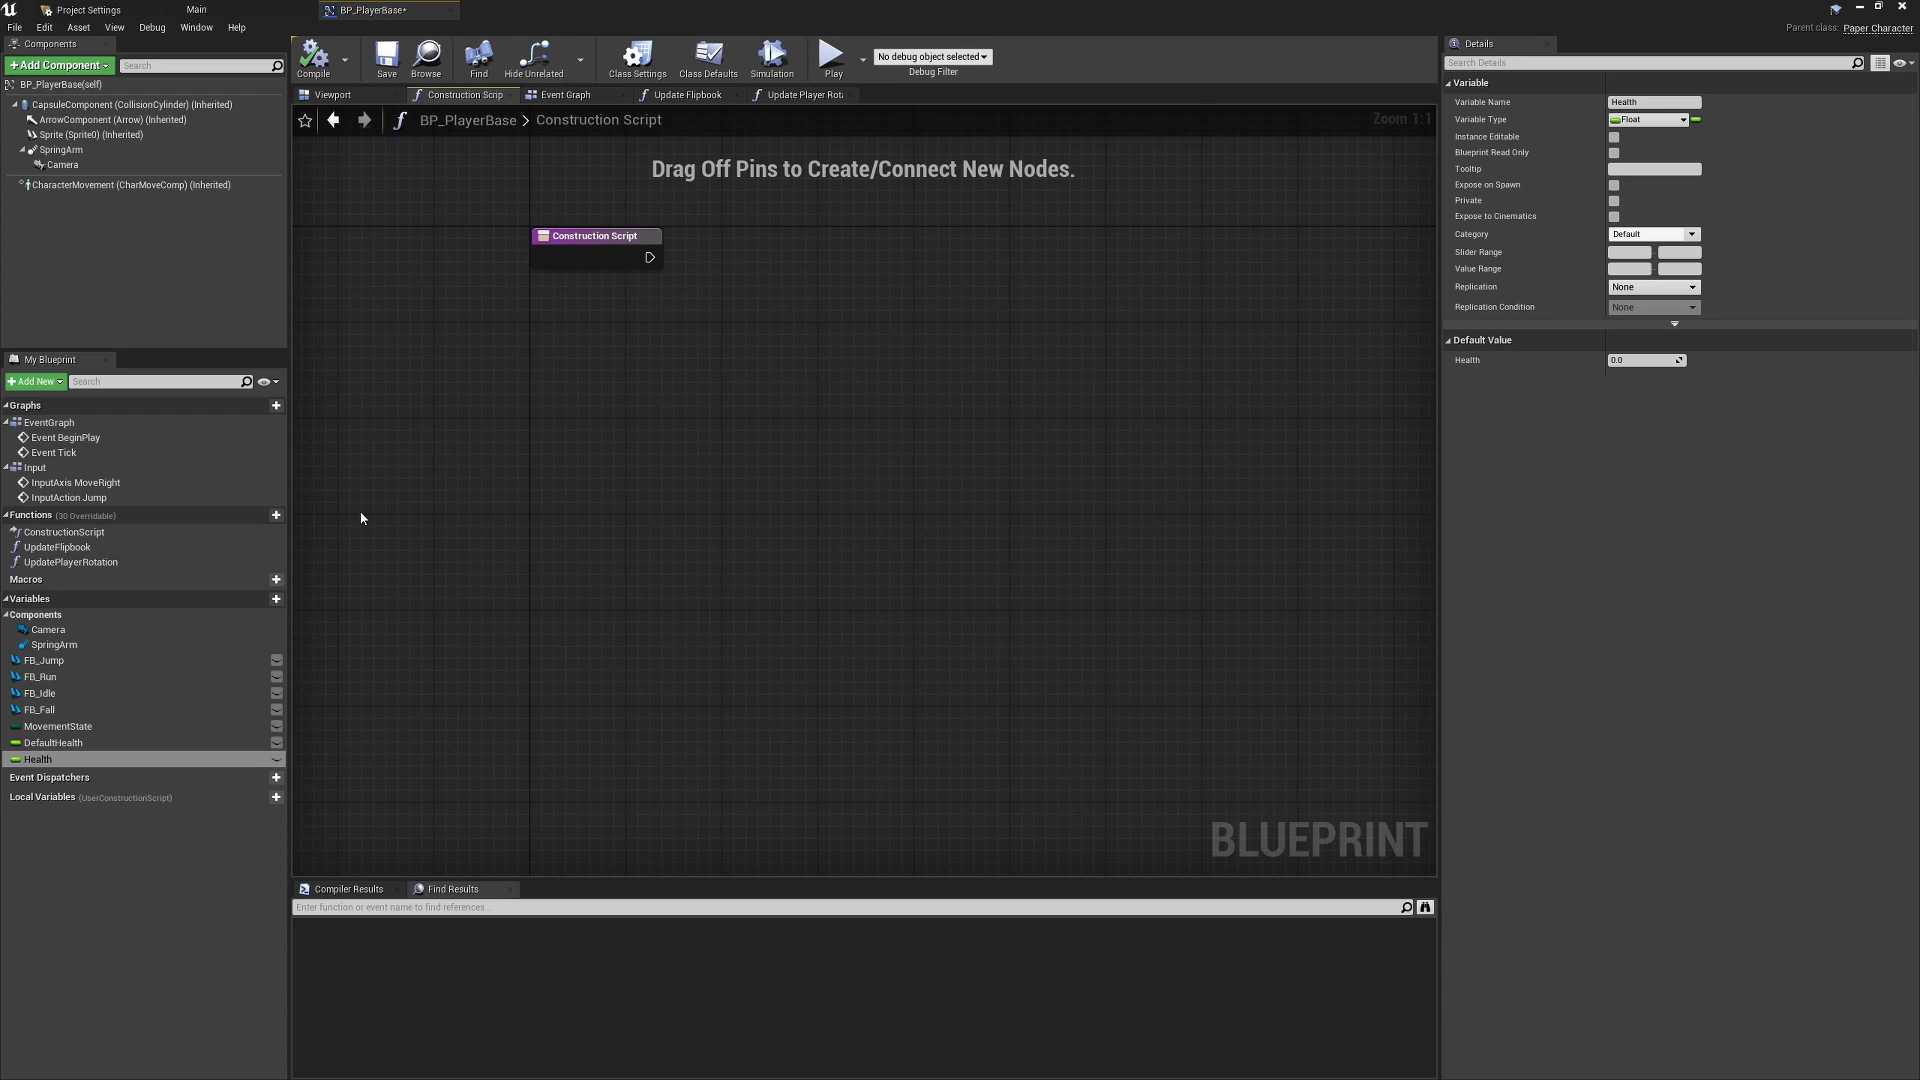 Project Settings
Main
BP_PlayerBase*
File
Edit
Asset
View
Debug
Window
Help
Parent class: Paper Character
Components
+Add Component
Search
BP_PlayerBase(self)
CapsuleComponent (CollisionCylinder) (Inherited)
ArrowComponent (Arrow) (Inherited)
Sprite (Sprite0) (Inherited)
SpringArm
Camera
CharacterMovement (CharMoveComp) (Inherited)
My Blueprint
+Add New
Search
Graphs
EventGraph
Event BeginPlay
Event Tick
Input
InputAxis MoveRight
InputAction Jump
Functions (30 Overridable)
ConstructionScript
UpdateFlipbook
UpdatePlayerRotation
Macros
Variables
Components
Camera
SpringArm
FB_Jump
FB_Run
FB_Idle
FB_Fall
MovementState
DefaultHealth
Health
Event Dispatchers
Local Variables (UserConstructionScript)
Compile
Save
Browse
Find
Hide Unrelated
Class Settings
Class Defaults
Simulation
Play
No debug object selected
Debug Filter
Viewport
Construction Scrip
Event Graph
Update Flipbook
Update Player Rota
BP_PlayerBase > Construction Script
Zoom 1:1
Drag Off Pins to Create/Connect New Nodes.
Construction Script
BLUEPRINT
Compiler Results
Find Results
Enter function or event name to find references...
Details
Search Details
Variable
Variable Name
Health
Variable Type
Float
Instance Editable
Blueprint Read Only
Tooltip
Expose on Spawn
Private
Expose to Cinematics
Category
Default
Slider Range
Value Range
Replication
None
Replication Condition
None
Default Value
Health
0.0